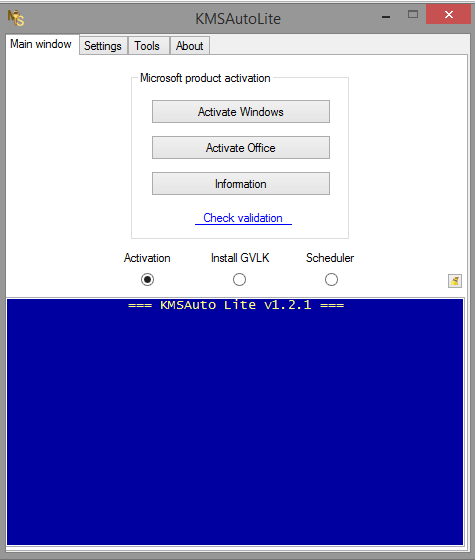 KMSAutoLite
Main window Settings Tools About
Microsoft product activation
Activate Windows
Activate Office
Information
Check validation
Activation Install GVLK Scheduler
=== KMSAuto Lite v1.2.1 ===